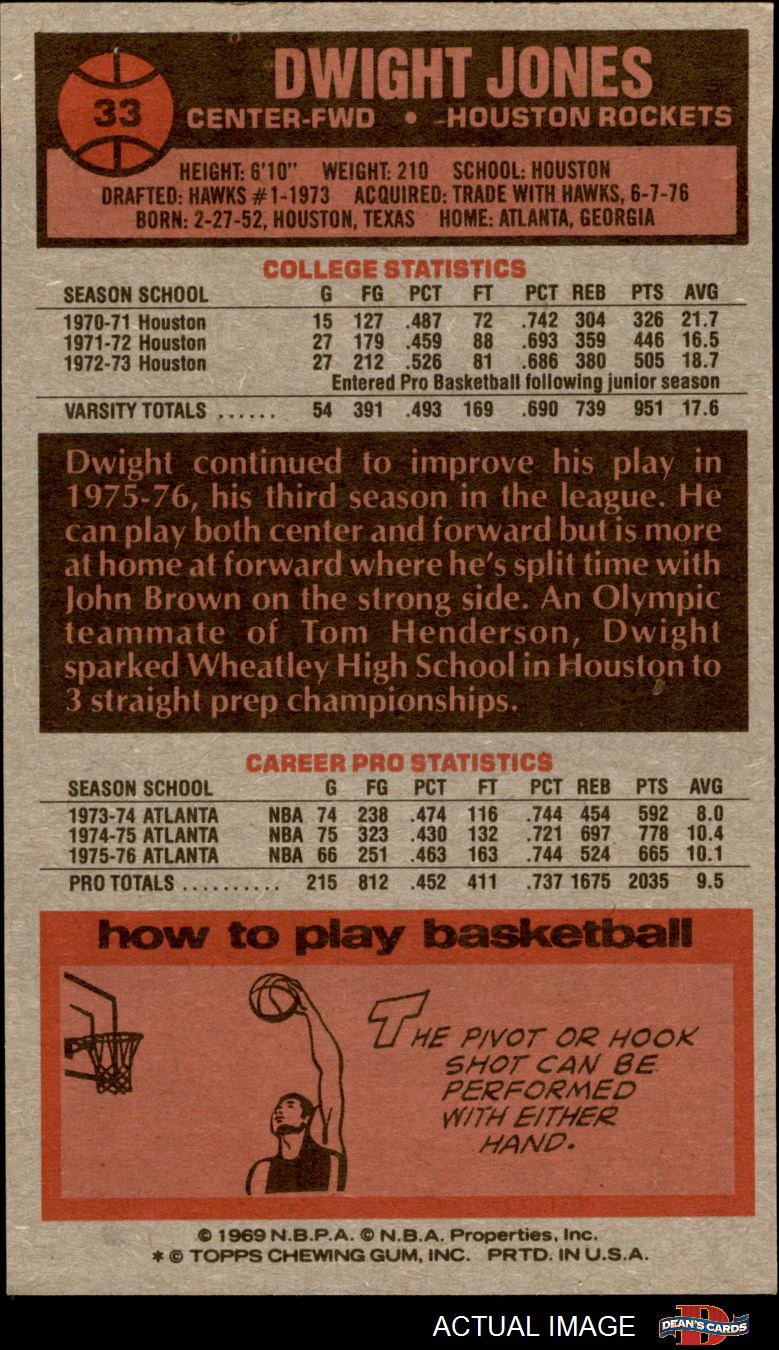 33
DWIGHT JONES
CENTER-FWD • HOUSTON ROCKETS
HEIGHT: 6'10" WEIGHT: 210 SCHOOL: HOUSTON
DRAFTED: HAWKS #1-1973 ACQUIRED: TRADE WITH HAWKS, 6-7-76
BORN: 2-27-52, HOUSTON, TEXAS HOME: ATLANTA, GEORGIA
COLLEGE STATISTICS
SEASON SCHOOL G FG PCT FT PCT REB PTS AVG
1970-71 Houston 15 127 .487 72 .742 304 326 21.7
1971-72 Houston 27 179 .459 88 .693 359 446 16.5
1972-73 Houston 27 212 .526 81 .686 380 505 18.7
Entered Pro Basketball following junior season
VARSITY TOTALS ...... 54 391 .493 169 .690 739 951 17.6
Dwight continued to improve his play in
1975-76, his third season in the league. He
can play both center and forward but is more
at home at forward where he's split time with
John Brown on the strong side. An Olympic
teammate of Tom Henderson, Dwight
sparked Wheatley High School in Houston to
3 straight prep championships.
CAREER PRO STATISTICS
SEASON SCHOOL G FG PCT FT PCT REB PTS AVG
1973-74 ATLANTA NBA 74 238 .474 116 .744 454 592 8.0
1974-75 ATLANTA NBA 75 323 .430 132 .721 697 778 10.4
1975-76 ATLANTA NBA 66 251 .463 163 .744 524 665 10.1
PRO TOTALS .......... 215 812 .452 411 .737 1675 2035 9.5
how to play basketball
THE PIVOT OR HOOK
SHOT CAN BE
PERFORMED
WITH EITHER
HAND.
© 1969 N.B.P.A. © N.B.A. Properties, Inc.
* © TOPPS CHEWING GUM, INC. PRTD. IN U.S.A.
ACTUAL IMAGE
D
DEAN'S CARDS